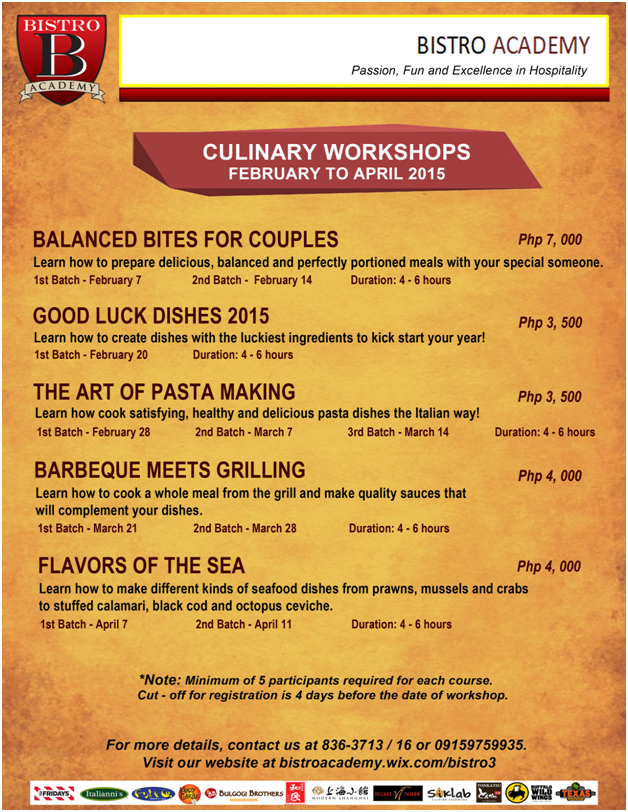 BISTRO
B
ACADEMY
BISTRO ACADEMY
Passion, Fun and Excellence in Hospitality
CULINARY WORKSHOPS
FEBRUARY TO APRIL 2015
BALANCED BITES FOR COUPLES Php 7, 000
Learn how to prepare delicious, balanced and perfectly portioned meals with your special someone.
1st Batch - February 7 2nd Batch - February 14 Duration: 4 - 6 hours
GOOD LUCK DISHES 2015 Php 3, 500
Learn how to create dishes with the luckiest ingredients to kick start your year!
1st Batch - February 20 Duration: 4 - 6 hours
THE ART OF PASTA MAKING Php 3, 500
Learn how cook satisfying, healthy and delicious pasta dishes the Italian way!
1st Batch - February 28 2nd Batch - March 7 3rd Batch - March 14 Duration: 4 - 6 hours
BARBEQUE MEETS GRILLING Php 4, 000
Learn how to cook a whole meal from the grill and make quality sauces that
will complement your dishes.
1st Batch - March 21 2nd Batch - March 28 Duration: 4 - 6 hours
FLAVORS OF THE SEA Php 4, 000
Learn how to make different kinds of seafood dishes from prawns, mussels and crabs
to stuffed calamari, black cod and octopus ceviche.
1st Batch - April 7 2nd Batch - April 11 Duration: 4 - 6 hours
*Note: Minimum of 5 participants required for each course.
Cut - off for registration is 4 days before the date of workshop.
For more details, contact us at 836-3713 / 16 or 09159759935.
Visit our website at bistroacademy.wix.com/bistro3
FRIDAYS Italianni's BULGOGI BROTHERS 上海小館 MODERN SHANGHAI VILLAGE TAVERN Siklab BUFFALO WILD WINGS TEXAS